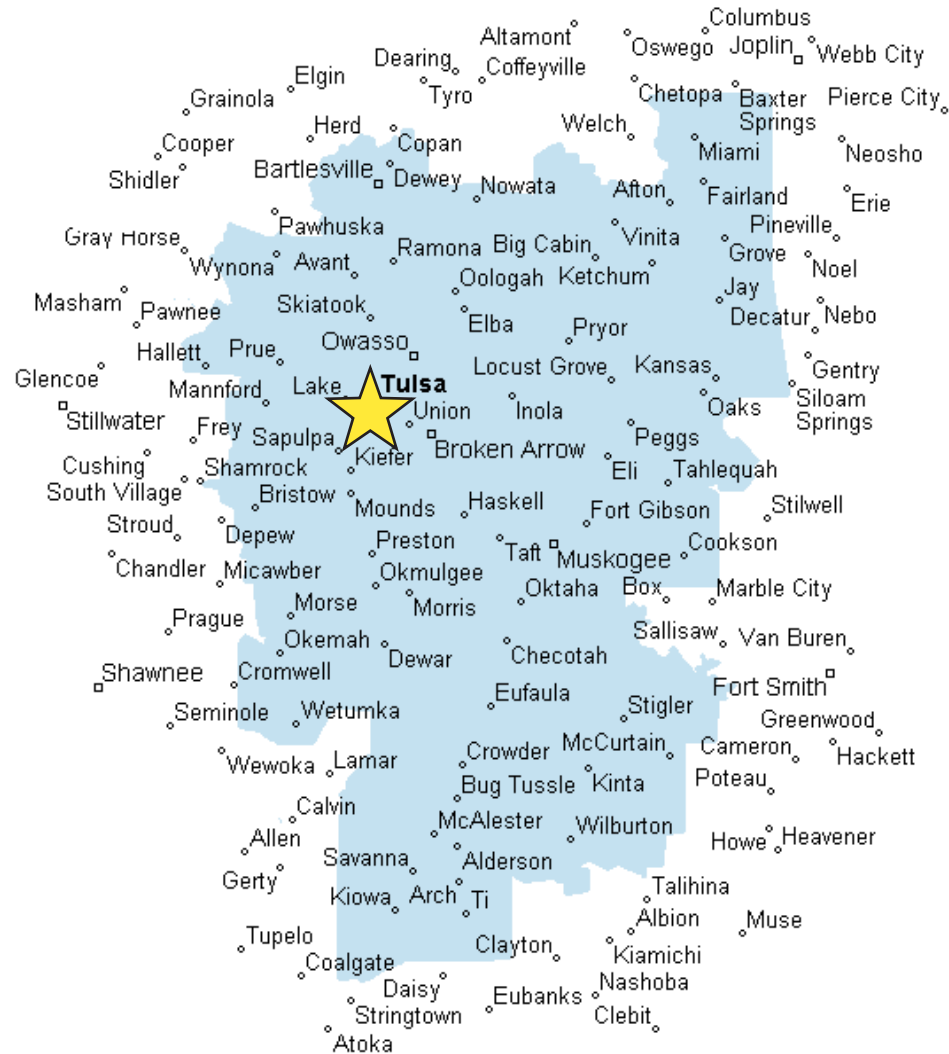 Columbus
Altamont
Oswego
Joplin
Webb City
Dearing
Coffeyville
Elgin
Tyro
Chetopa
Baxter
Springs
Pierce City
Grainola
Herd
Welch
Copan
Miami
Neosho
Cooper
Shidler
Bartlesville
Dewey
Nowata
Afton
Fairland
Erie
Pawhuska
Pineville
Gray Horse
Vinita
Wynona
Avant
Ramona
Big Cabin
Grove
Noel
Oologah
Ketchum
Jay
Masham
Pawnee
Skiatook
Elba
Pryor
Decatur
Nebo
Owasso
Hallett
Prue
Locust Grove
Kansas
Gentry
Glencoe
Mannford
Lake
Tulsa
Siloam
Springs
Stillwater
Union
Inola
Oaks
Frey
Sapulpa
Broken Arrow
Peggs
Cushing
Shamrock
Kiefer
Eli
Tahlequah
South Village
Bristow
Mounds
Haskell
Fort Gibson
Stilwell
Stroud
Depew
Preston
Taft
Muskogee
Cookson
Chandler
Micawber
Okmulgee
Oktaha
Box
Marble City
Morse
Morris
Prague
Okemah
Sallisaw
Van Buren
Dewar
Checotah
Shawnee
Cromwell
Fort Smith
Eufaula
Seminole
Wetumka
Stigler
Greenwood
Wewoka
Lamar
Crowder
McCurtain
Cameron
Hackett
Bug Tussle
Kinta
Poteau
Calvin
McAlester
Wilburton
Allen
Howe
Heavener
Savanna
Alderson
Gerty
Kiowa
Arch
Ti
Talihina
Albion
Muse
Tupelo
Clayton
Kiamichi
Coalgate
Daisy
Nashoba
Eubanks
Stringtown
Clebit
Atoka